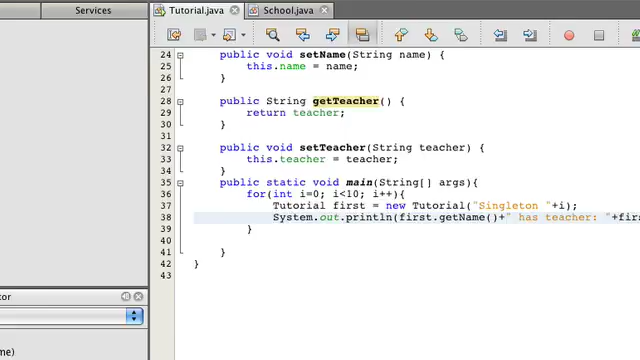 Services
Tutorial.java
School.java
24 public void setName(String name) {
25 this.name = name;
26 }
27
28 public String getTeacher() {
29 return teacher;
30 }
31
32 public void setTeacher(String teacher) {
33 this.teacher = teacher;
34 }
35 public static void main(String[] args){
36 for(int i=0; i<10; i++){
37 Tutorial first = new Tutorial("Singleton "+i);
38 System.out.println(first.getName()+" has teacher: "+firs
39 }
40
41 }
42 }
43
tor
me)